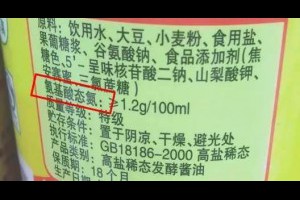 原料：饮用水、大豆、小麦粉、食用盐、
果葡糖浆、谷氨酸钠、食品添加剂（焦
糖色，5'-呈味核苷酸二钠、山梨酸钾、
安赛蜜、三氯蔗糖）
氨基酸态氮：≥1.2g/100ml
质量等级：特级
贮存条件：置于阴凉、干燥、避光处
执行标准：GB18186-2000 高盐稀态
产品类别：高盐稀态发酵酱油
保质期：18个月